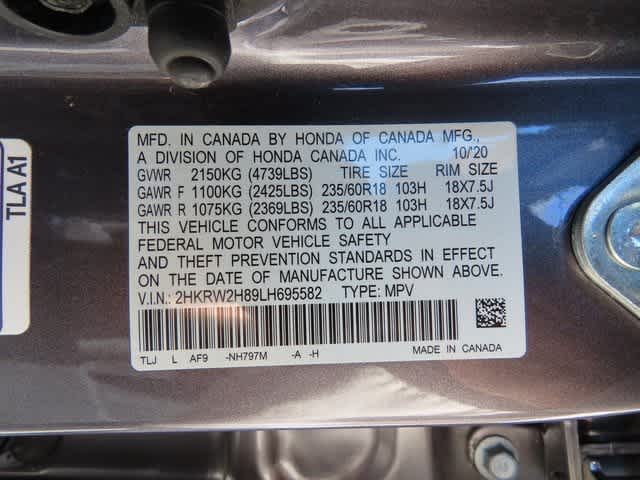 MFD. IN CANADA BY HONDA OF CANADA MFG.,
A DIVISION OF HONDA CANADA INC. 10/20
GVWR 2150KG (4739LBS) TIRE SIZE RIM SIZE
GAWR F 1100KG (2425LBS) 235/60R18 103H 18X7.5J
GAWR R 1075KG (2369LBS) 235/60R18 103H 18X7.5J
THIS VEHICLE CONFORMS TO ALL APPLICABLE
FEDERAL MOTOR VEHICLE SAFETY
AND THEFT PREVENTION STANDARDS IN EFFECT
ON THE DATE OF MANUFACTURE SHOWN ABOVE.
V.I.N.: 2HKRW2H89LH695582 TYPE: MPV
TLJ L AF9 -NH797M -A -H MADE IN CANADA
TLA A1